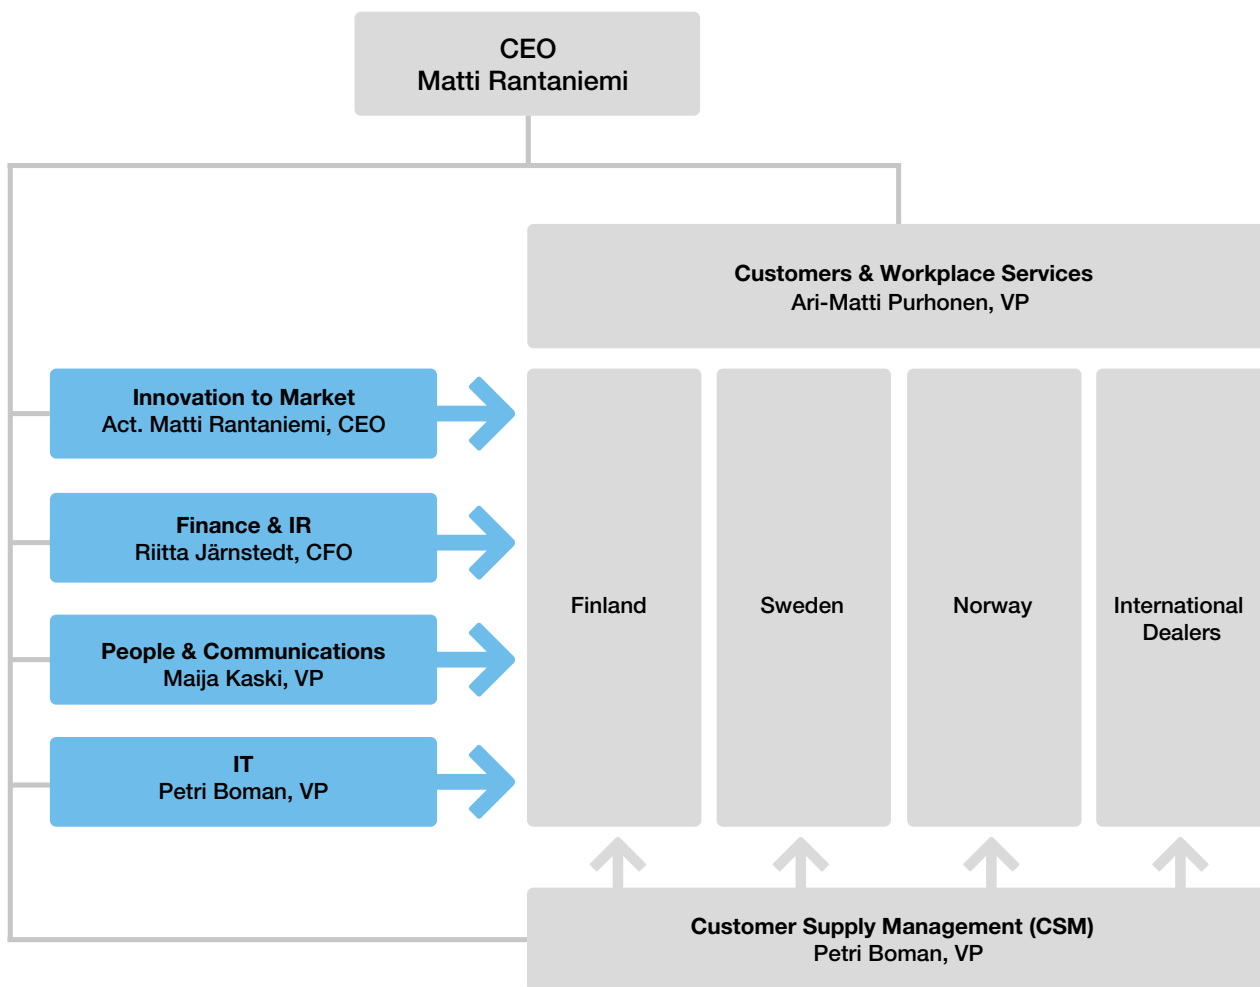 CEO
Matti Rantaniemi
Customers & Workplace Services
Ari-Matti Purhonen, VP
Innovation to Market
Act. Matti Rantaniemi, CEO
Finance & IR
Riitta Järnstedt, CFO
People & Communications
Maija Kaski, VP
IT
Petri Boman, VP
Finland
Sweden
Norway
International
Dealers
Customer Supply Management (CSM)
Petri Boman, VP